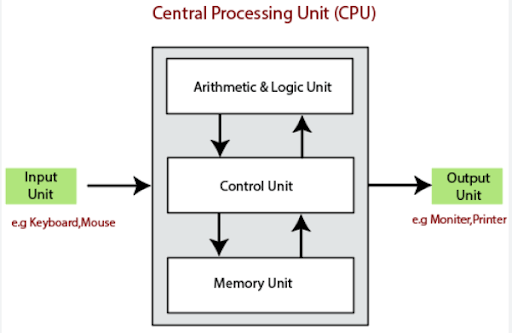 Central Processing Unit (CPU)
Arithmetic & Logic Unit
Input
Unit
e.g Keyboard,Mouse
Control Unit
Output
Unit
e.g Moniter,Printer
Memory Unit